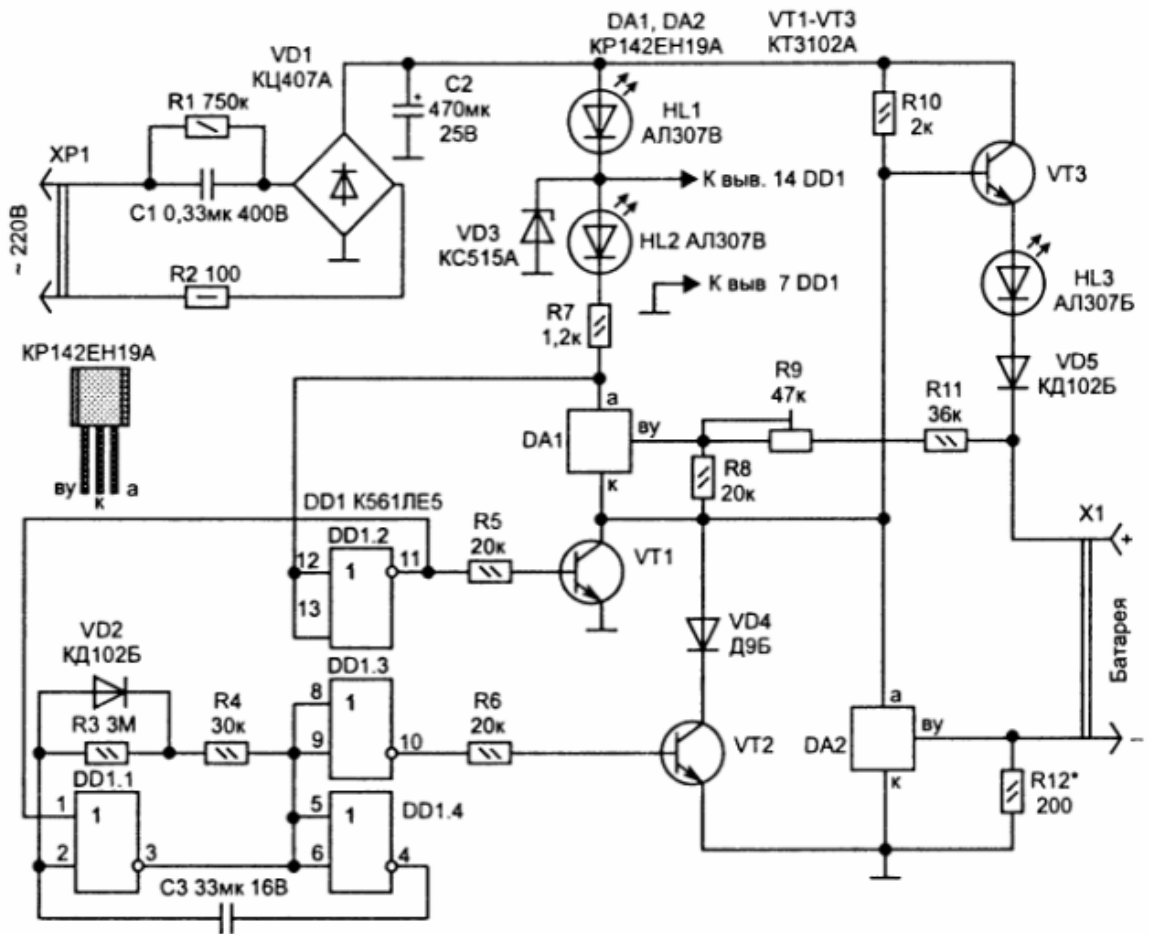 DA1, DA2
КР142ЕН19А
VT1-VT3
КТ3102А
VD1
КЦ407А
R1 750к
C2
470мк
25В
+
HL1
АЛ307В
R10
2к
XP1
VT3
К выв. 14 DD1
C1 0,33мк 400В
VD3
КС515А
HL2 АЛ307В
~ 220В
R2 100
К выв 7 DD1
HL3
АЛ307Б
R7
1,2к
КР142ЕН19А
R9
47к
VD5
КД102Б
R11
36к
а
DA1
ву
к
R8
20к
ву
к
а
DD1 К561ЛЕ5
DD1.2
R5
20к
X1
12
1
11
VT1
+
13
VD4
Д9Б
VD2
КД102Б
DD1.3
Батарея
R3 3М
R4
30к
8
1
R6
20к
а
9
10
VT2
DA2
ву
–
DD1.1
к
R12*
200
1
1
5
1
DD1.4
2
3
6
4
C3 33мк 16В